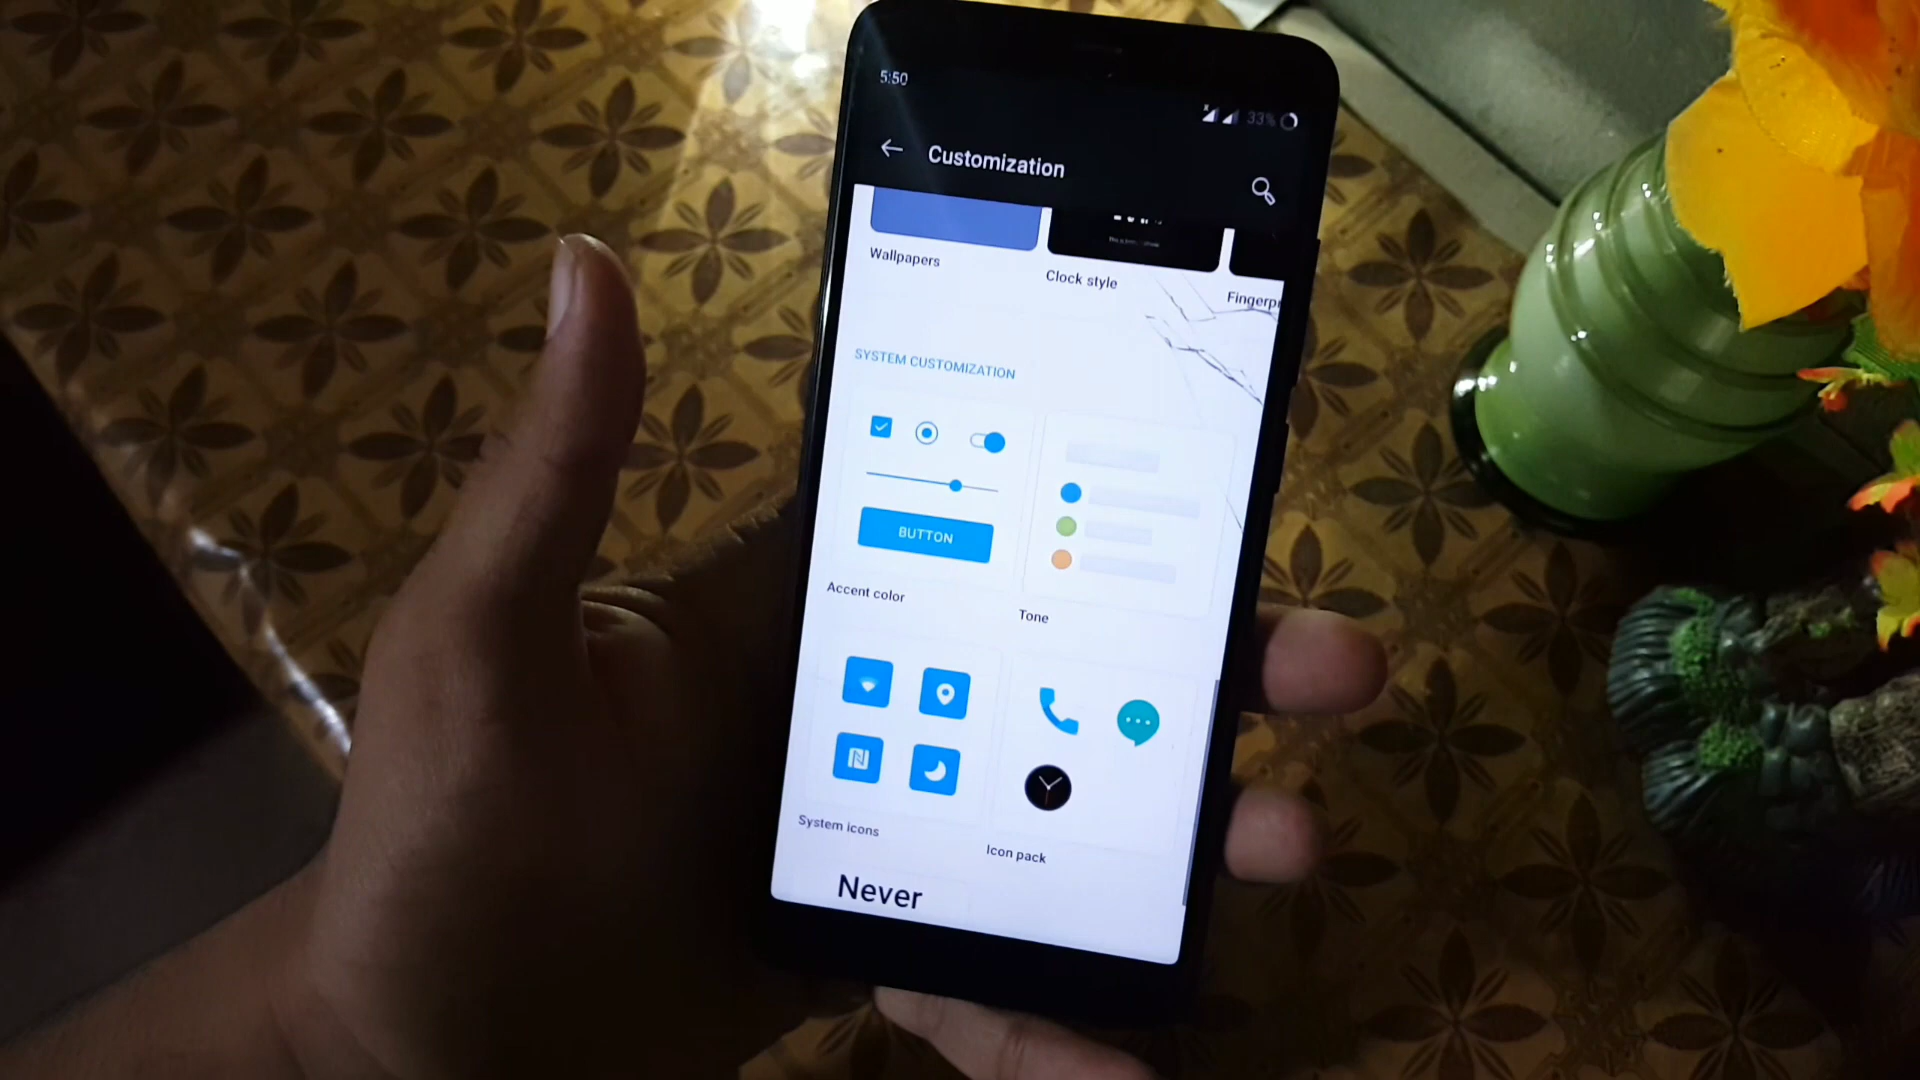 5:50
33%
Customization
Wallpapers
Clock style
Fingerpr
SYSTEM CUSTOMIZATION
BUTTON
Accent color
Tone
System icons
Icon pack
Never